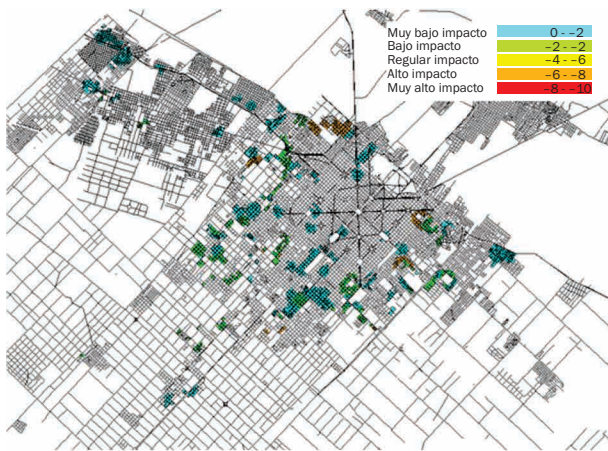 Muy bajo impacto 0 - –2
Bajo impacto –2 - –2
Regular impacto –4 - –6
Alto impacto –6 - –8
Muy alto impacto –8 - –10